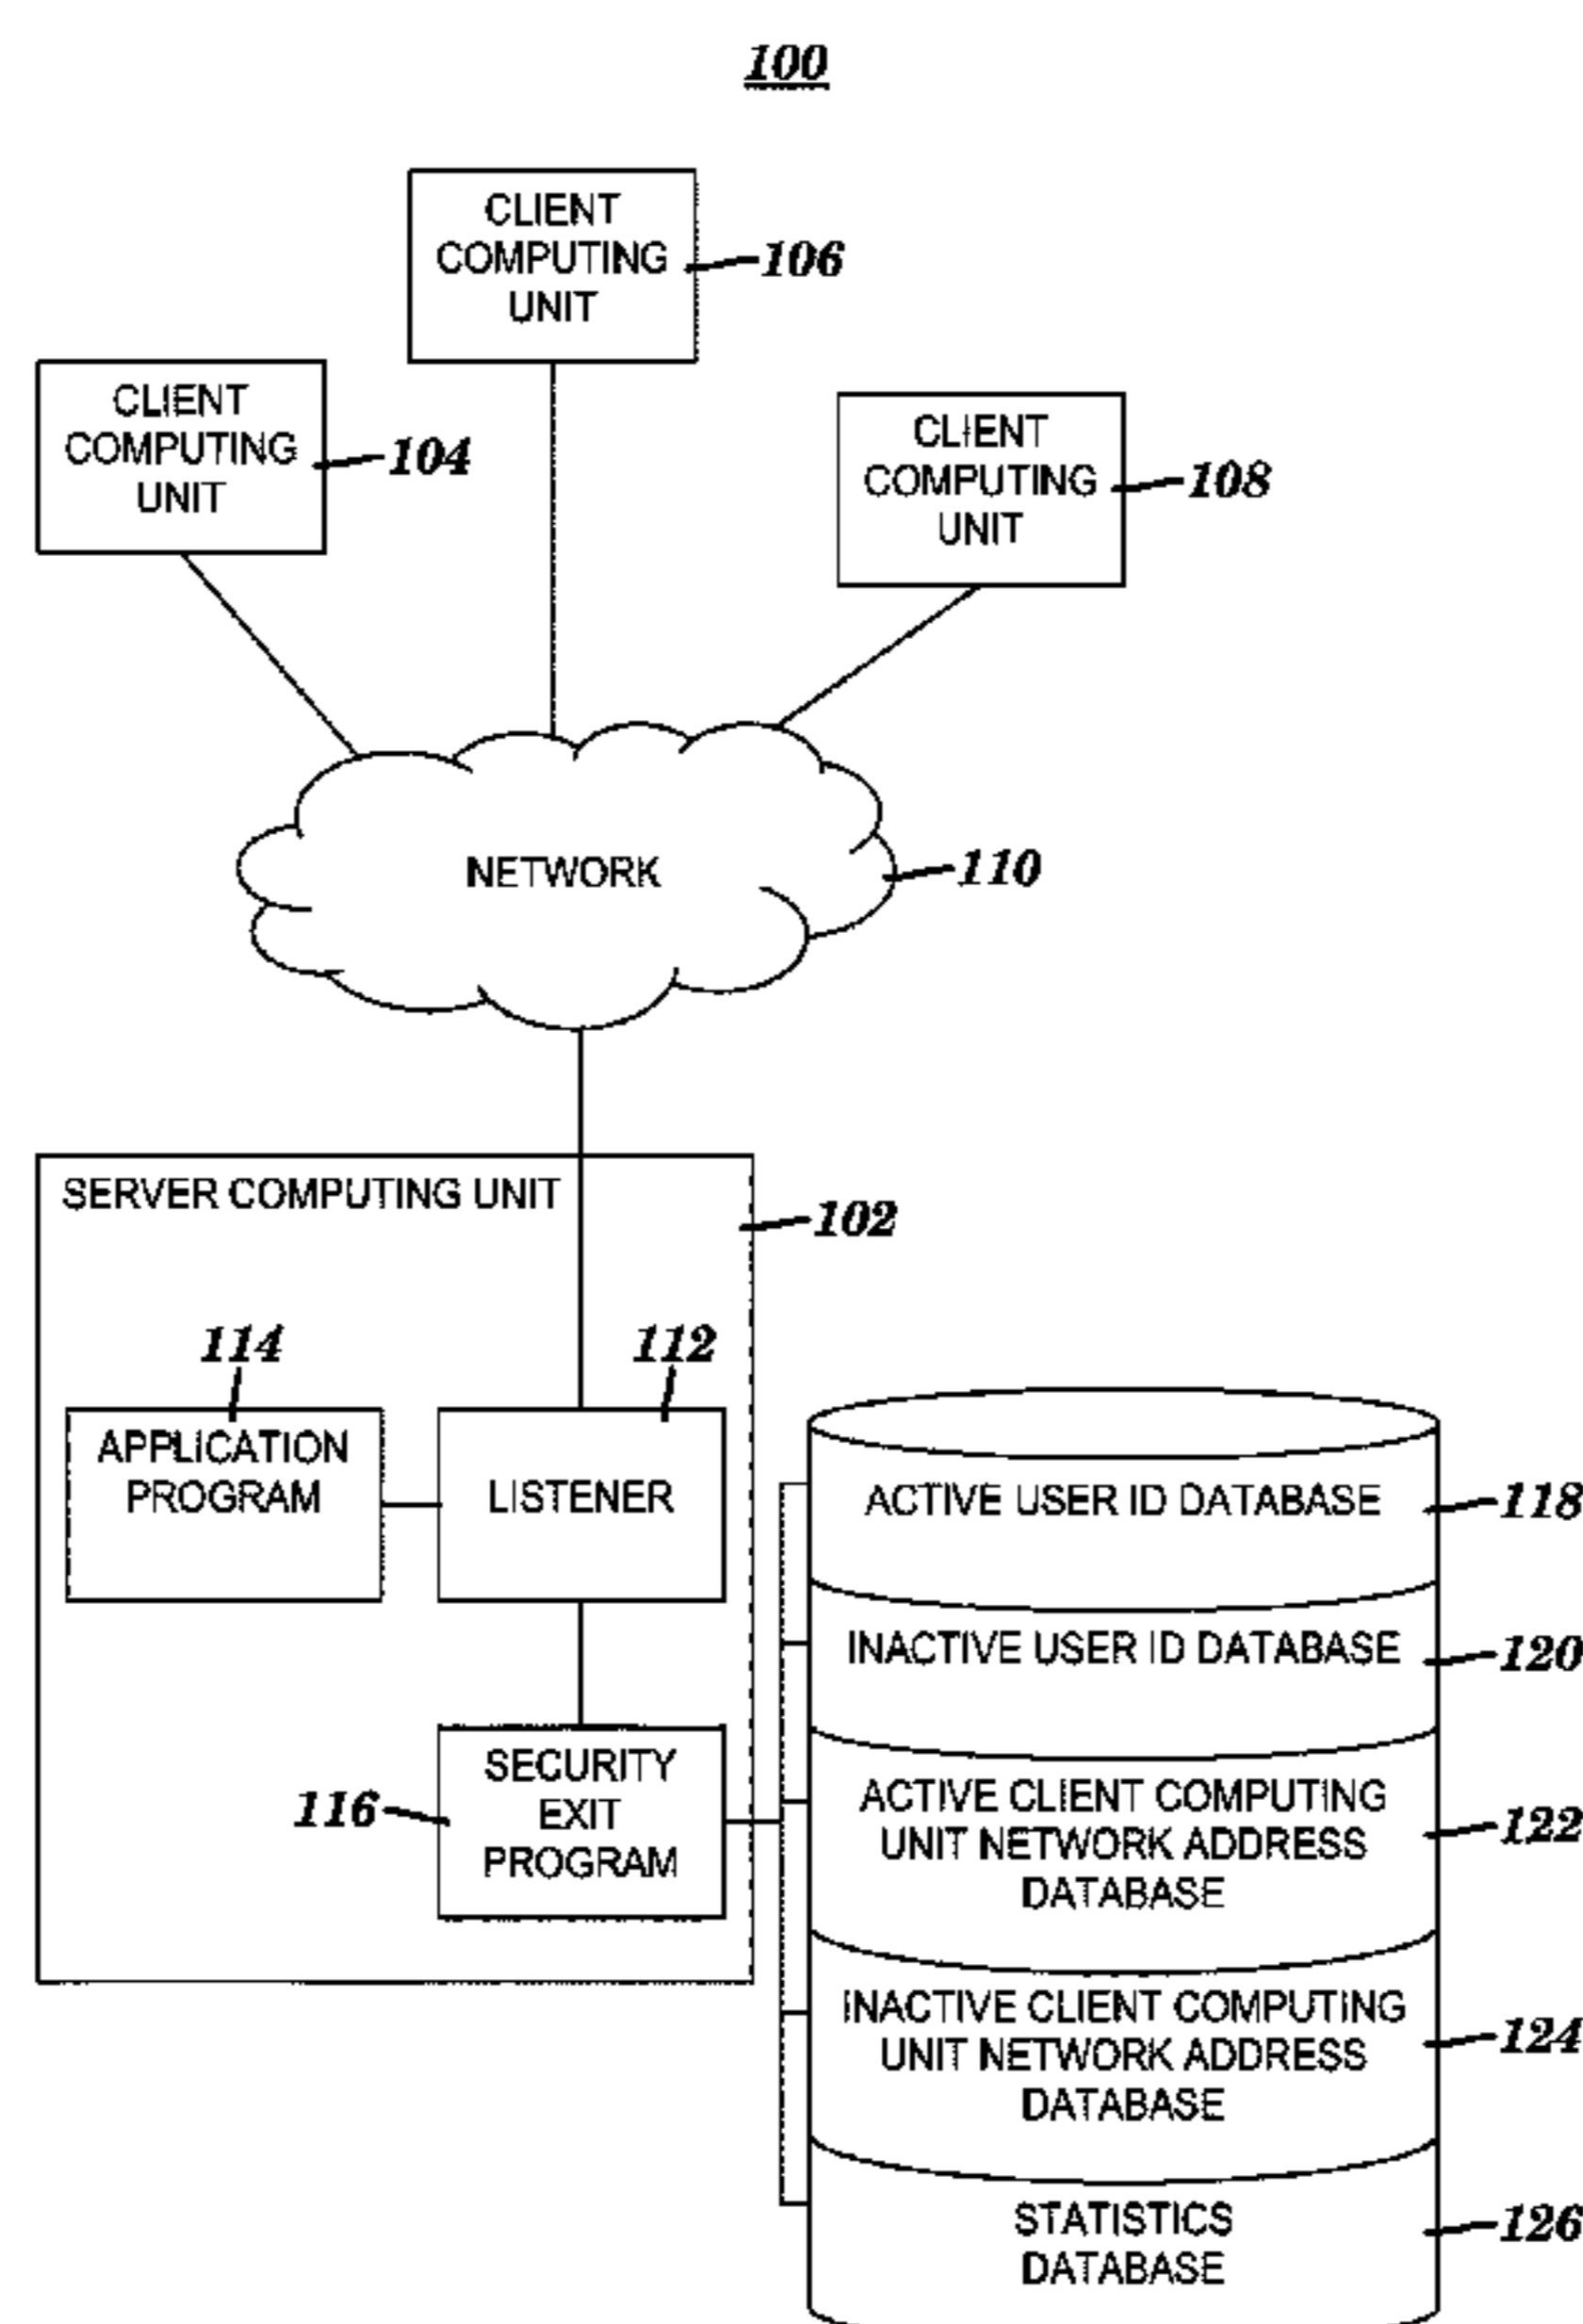 100
CLIENT
COMPUTING
UNIT
106
CLIENT
COMPUTING
UNIT
104
CLIENT
COMPUTING
UNIT
108
NETWORK
110
SERVER COMPUTING UNIT
102
114
112
APPLICATION
PROGRAM
LISTENER
SECURITY
EXIT
PROGRAM
116
ACTIVE USER ID DATABASE
118
INACTIVE USER ID DATABASE
120
ACTIVE CLIENT COMPUTING
UNIT NETWORK ADDRESS
DATABASE
122
INACTIVE CLIENT COMPUTING
UNIT NETWORK ADDRESS
DATABASE
124
STATISTICS
DATABASE
126